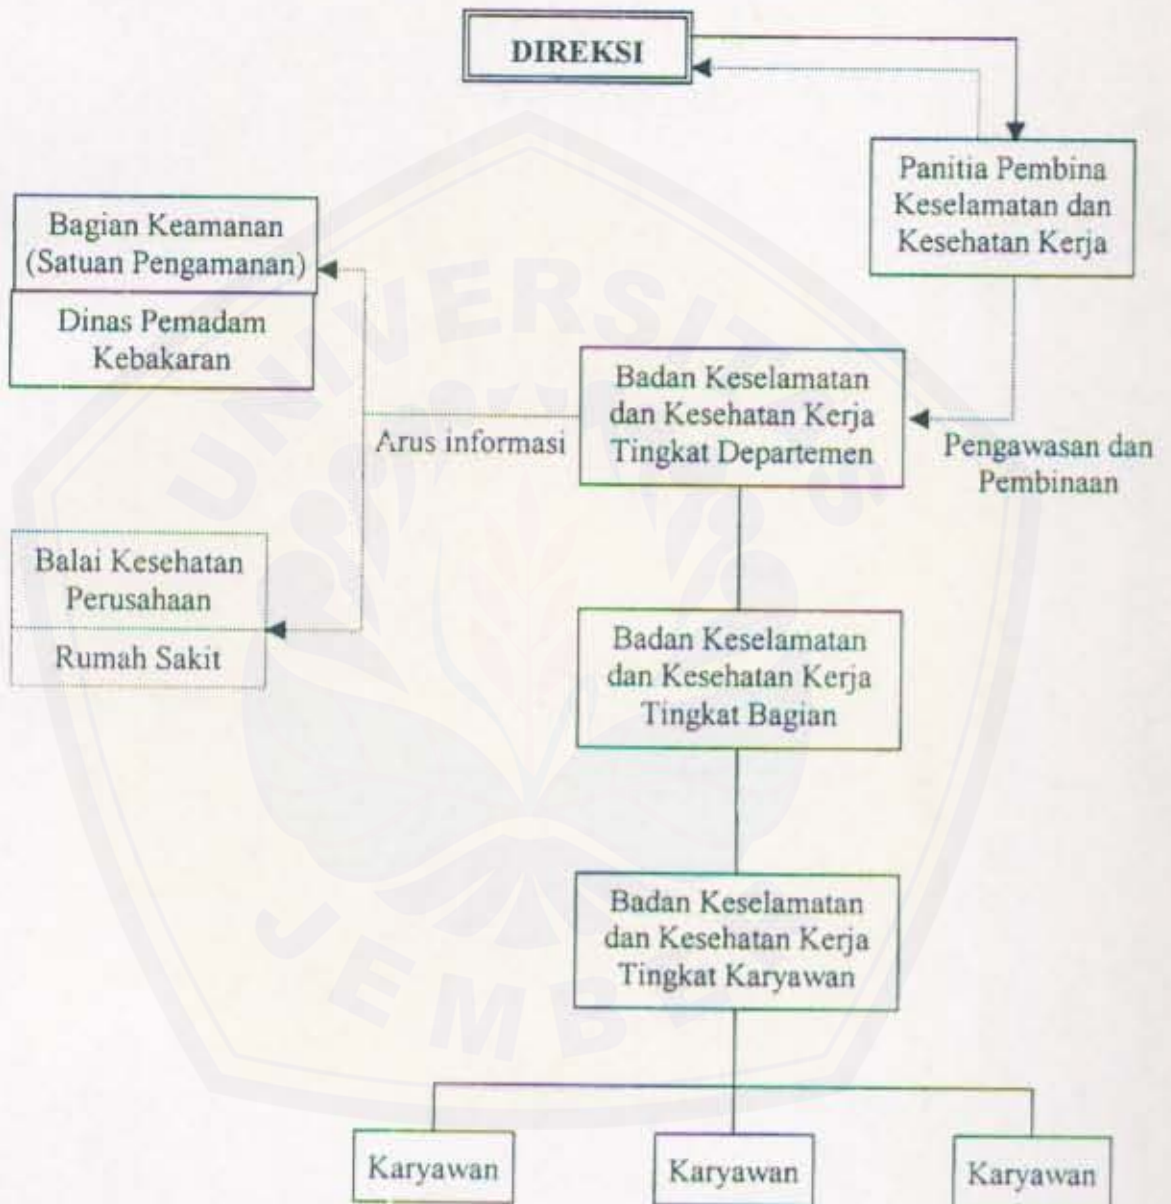 DIREKSI
Panitia Pembina
Keselamatan dan
Kesehatan Kerja
Bagian Keamanan
(Satuan Pengamanan)
Dinas Pemadam
Kebakaran
Badan Keselamatan
dan Kesehatan Kerja
Tingkat Departemen
Arus informasi
Pengawasan dan
Pembinaan
Balai Kesehatan
Perusahaan
Rumah Sakit
Badan Keselamatan
dan Kesehatan Kerja
Tingkat Bagian
Badan Keselamatan
dan Kesehatan Kerja
Tingkat Karyawan
Karyawan
Karyawan
Karyawan
UNIVERSITAS
JEMBER